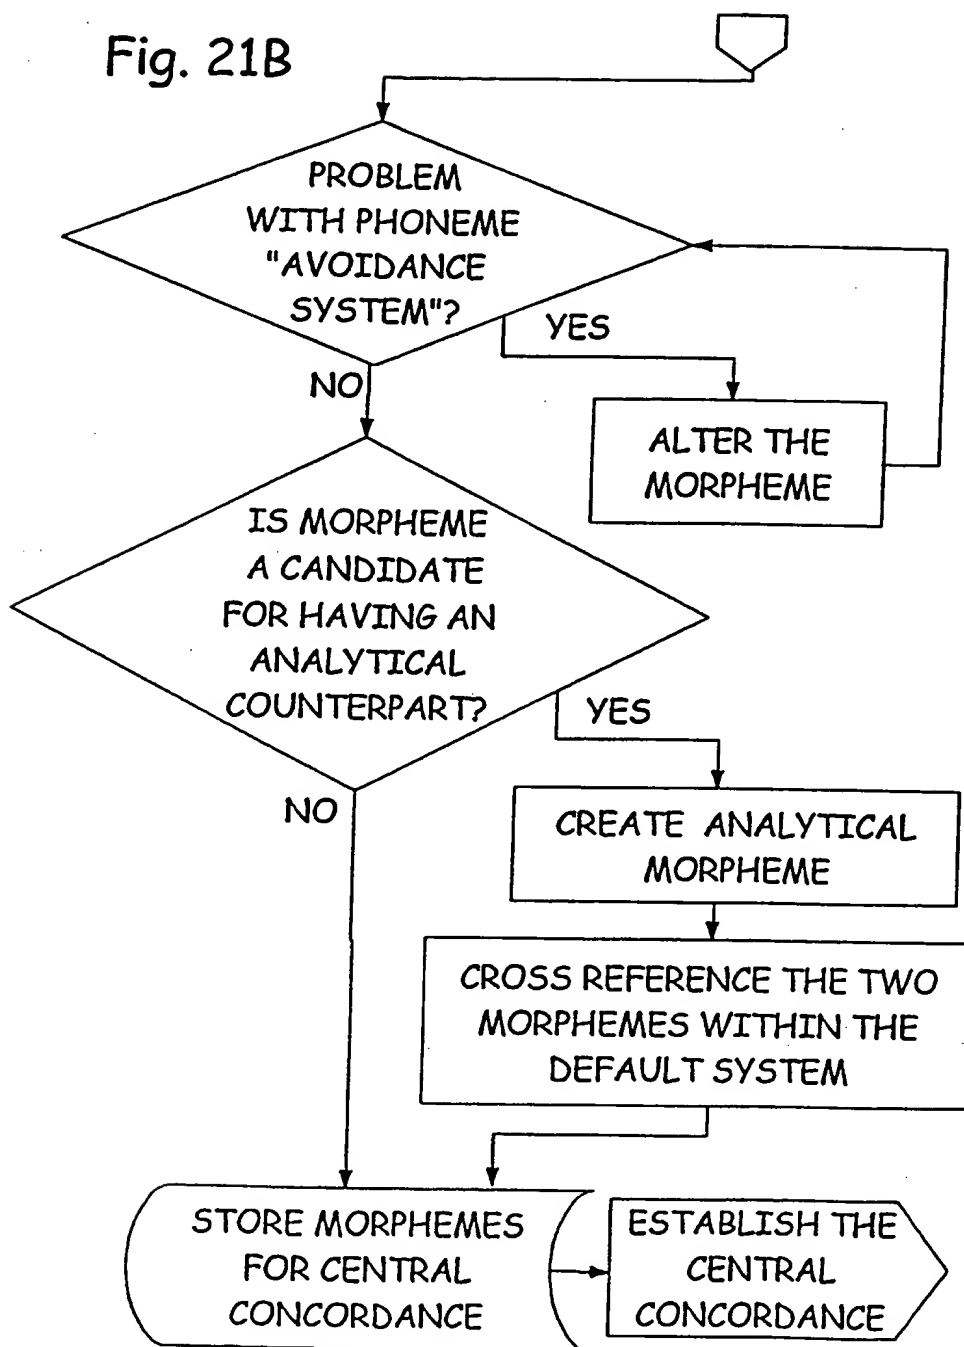 Fig. 21B
PROBLEM
WITH PHONEME
"AVOIDANCE
SYSTEM"?
YES
NO
ALTER THE
MORPHEME
IS MORPHEME
A CANDIDATE
FOR HAVING AN
ANALYTICAL
COUNTERPART?
YES
NO
CREATE ANALYTICAL
MORPHEME
CROSS REFERENCE THE TWO
MORPHEMES WITHIN THE
DEFAULT SYSTEM
STORE MORPHEMES
FOR CENTRAL
CONCORDANCE
ESTABLISH THE
CENTRAL
CONCORDANCE